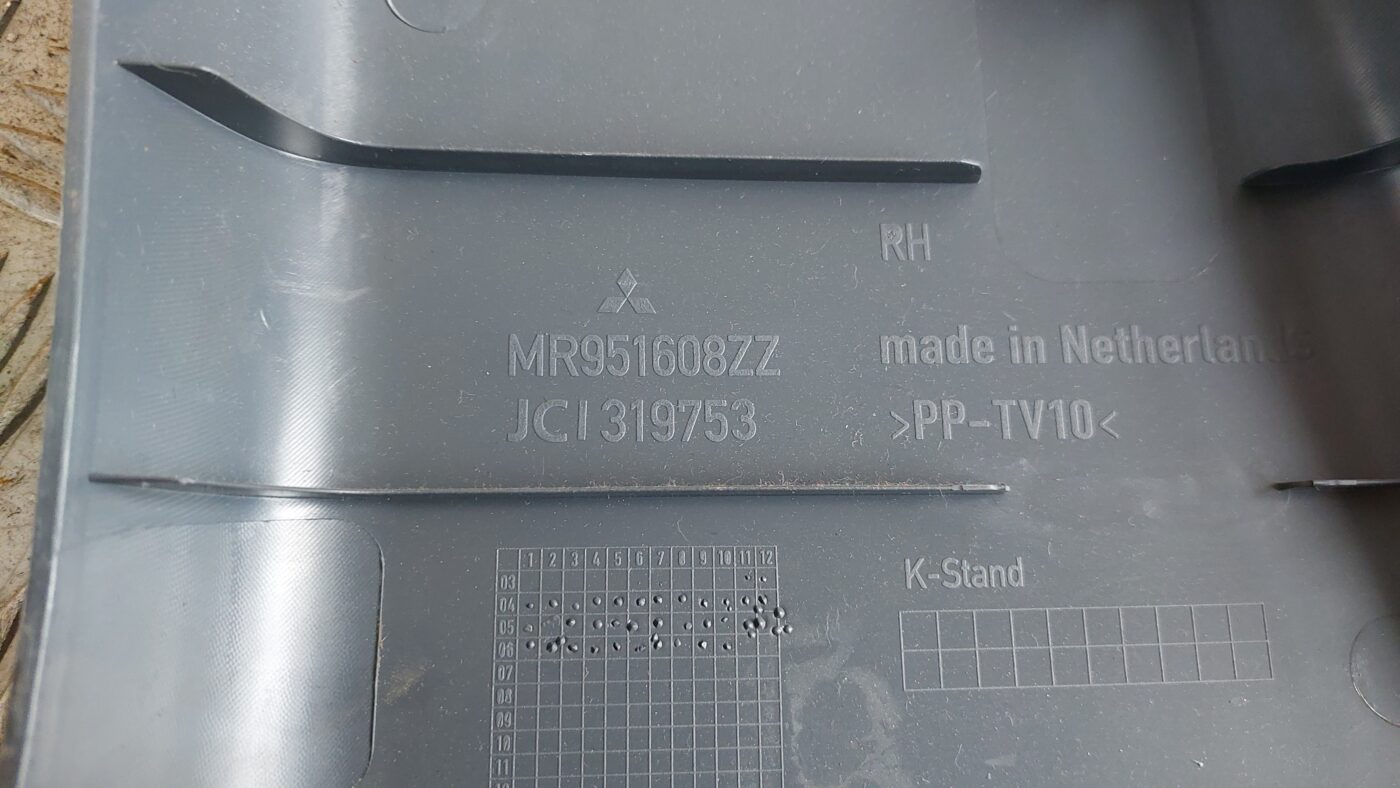 RH
MR951608ZZ
made in Netherlands
JCI 319753
>PP-TV10<
K-Stand
1 2 3 4 5 6 7 8 9 10 11 12
03
04
05
06
07
08
09
10
11